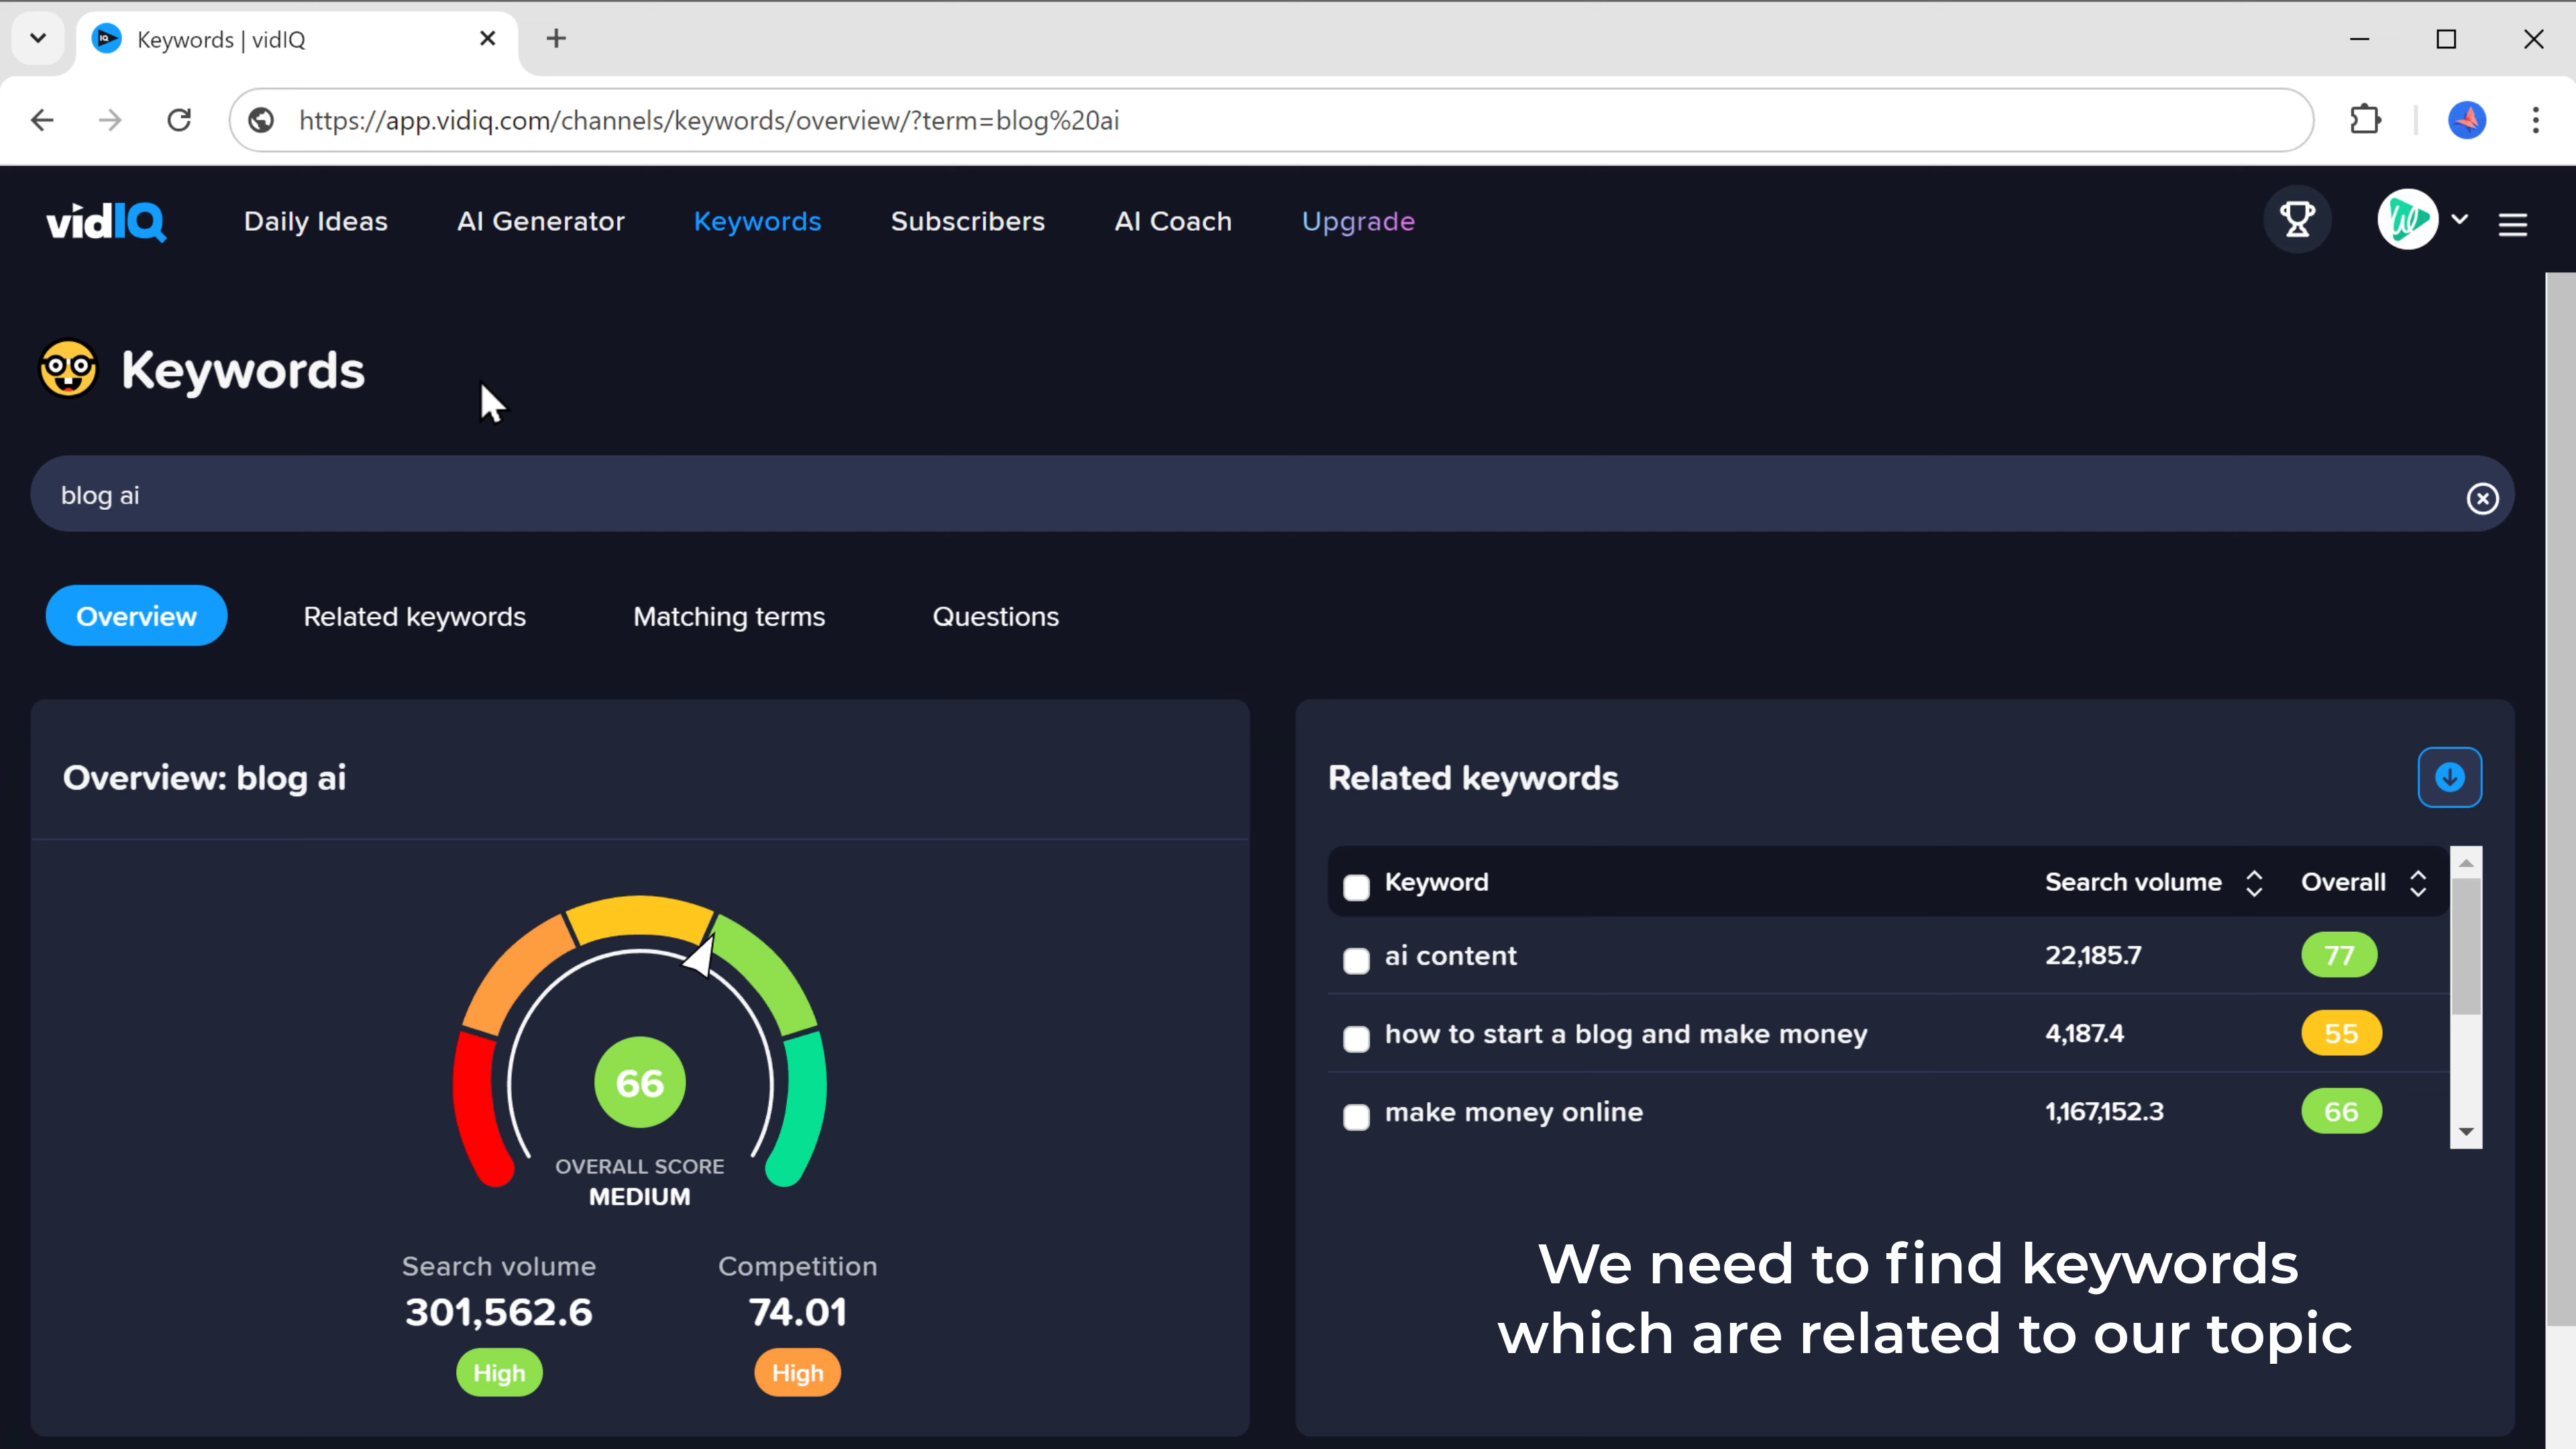 Keywords | vidIQ
https://app.vidiq.com/channels/keywords/overview/?term=blog%20ai
vidIQ
Daily Ideas
AI Generator
Keywords
Subscribers
AI Coach
Upgrade
Keywords
blog ai
Overview
Related keywords
Matching terms
Questions
Overview: blog ai
66
OVERALL SCORE
MEDIUM
Search volume
301,562.6
High
Competition
74.01
High
Related keywords
Keyword Search volume Overall
ai content 22,185.7 77
how to start a blog and make money 4,187.4 55
make money online 1,167,152.3 66
We need to find keywords
which are related to our topic